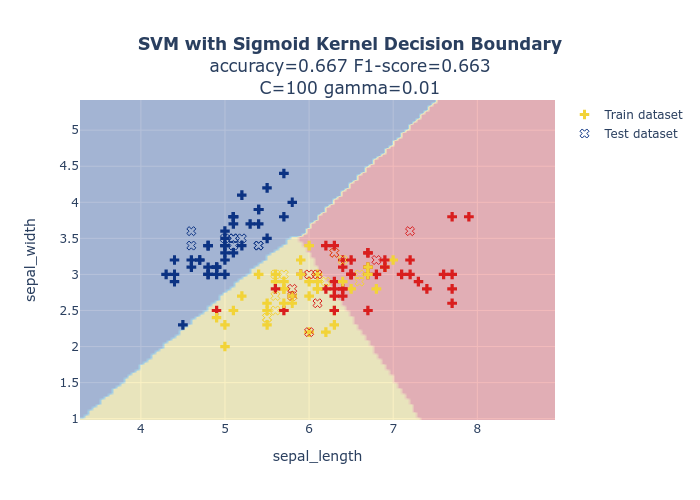 SVM with Sigmoid Kernel Decision Boundary
accuracy=0.667 F1-score=0.663
C=100 gamma=0.01
Train dataset
Test dataset
5
4.5
4
3.5
3
2.5
2
1.5
1
sepal_width
4
5
6
7
8
sepal_length